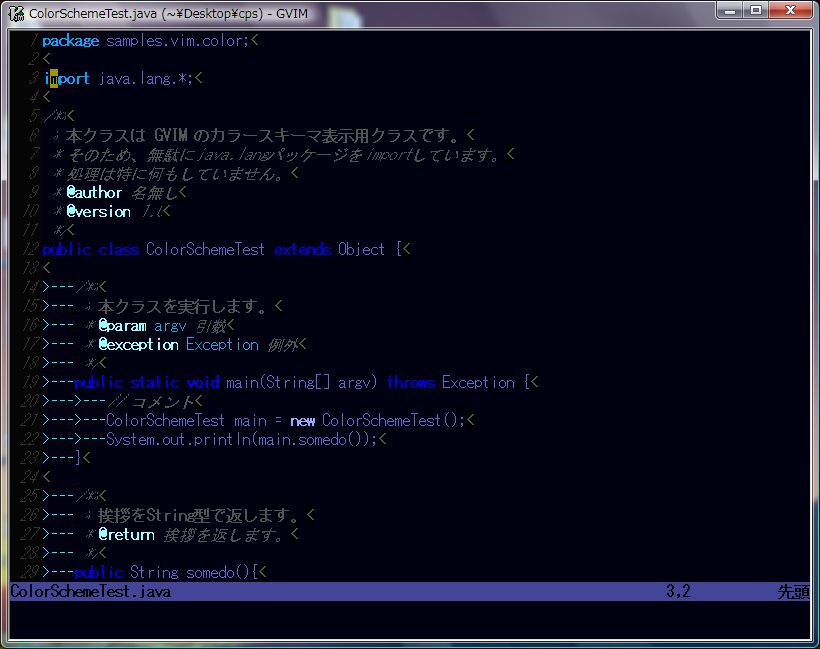 ColorSchemeTest.java (~¥Desktop¥cps) - GVIM
1 package samples.vim.color;<
2 <
3 import java.lang.*;<
4 <
5 /**<
6  * 本クラスは GVIM のカラースキーマ表示用クラスです。<
7  * そのため、無駄にjava.langパッケージをimportしています。<
8  * 処理は特に何もしていません。<
9  * @author 名無し<
10  * @version 1.1<
11  */<
12 public class ColorSchemeTest extends Object {<
13 <
14 >---/**<
15 >--- * 本クラスを実行します。<
16 >--- * @param argv 引数<
17 >--- * @exception Exception 例外<
18 >--- */<
19 >---public static void main(String[] argv) throws Exception {<
20 >--->---// コメント<
21 >--->---ColorSchemeTest main = new ColorSchemeTest();<
22 >--->---System.out.println(main.somedo());<
23 >---}<
24 <
25 >---/**<
26 >--- * 挨拶をString型で返します。<
27 >--- * @return 挨拶を返します。<
28 >--- */<
29 >---public String somedo(){<
ColorSchemeTest.java 3,2 先頭